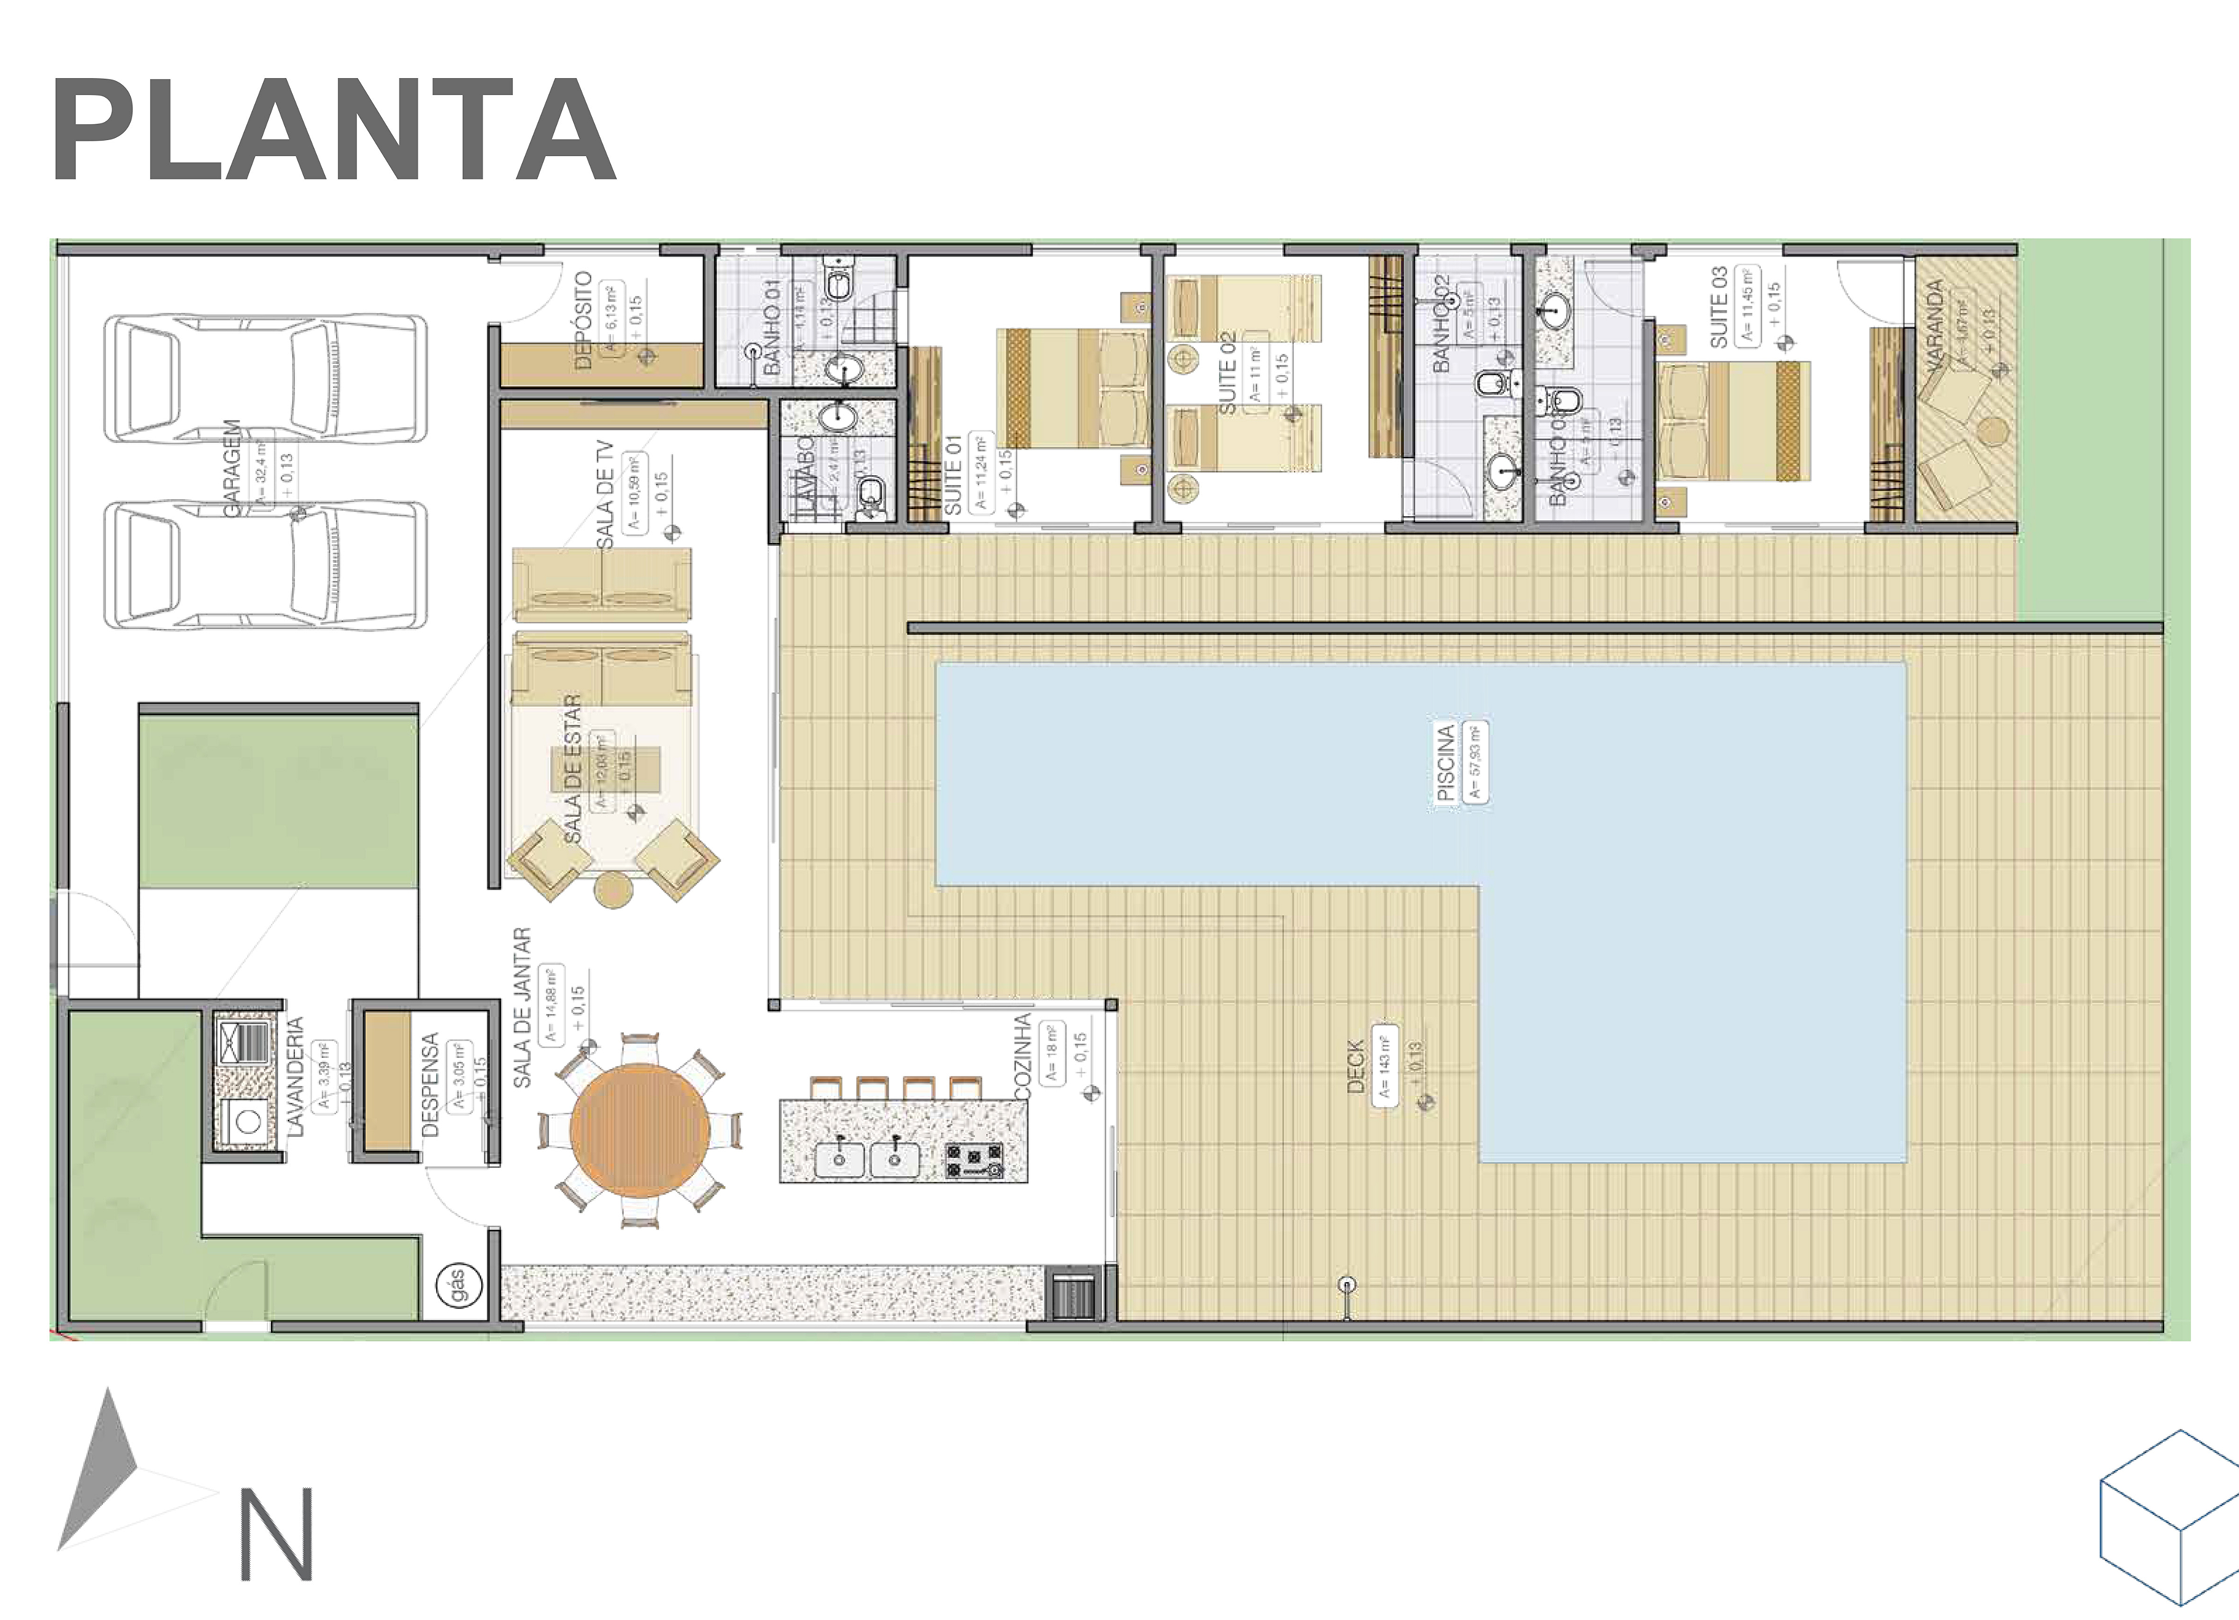 PLANTA
GARAGEM
A= 32,4 m²
+ 0,13
DEPÓSITO
A= 6,13 m²
+ 0,15
BANHO 01
A= 4,14 m²
+ 0,13
LAVABO
A= 2,47 m²
0,13
SALA DE TV
A= 10,59 m²
+ 0,15
SUITE 01
A= 11,24 m²
+ 0,15
SUITE 02
A= 11 m²
+ 0,15
BANHO 02
A= 5 m²
+ 0,13
BANHO 03
A= 5 m²
0,13
SUITE 03
A= 11,45 m²
+ 0,15
VARANDA
A= 4,67 m²
+ 0,13
SALA DE ESTAR
A= 12,03 m²
+ 0,15
PISCINA
A= 57,93 m²
SALA DE JANTAR
A= 14,88 m²
+ 0,15
LAVANDERIA
A= 3,39 m²
+ 0,13
DESPENSA
A= 3,05 m²
+ 0,15
COZINHA
A= 18 m²
+ 0,15
DECK
A= 143 m²
+ 0,13
gás
N